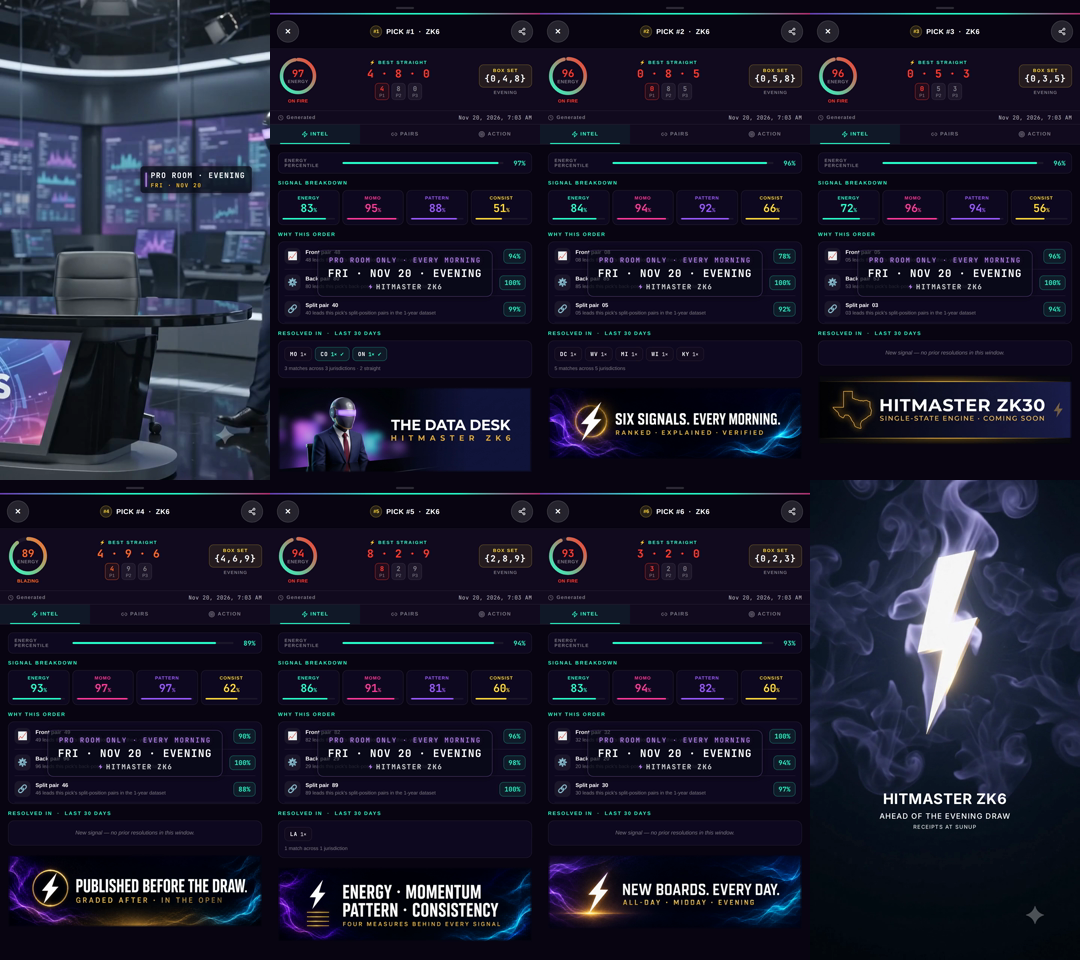 PRO ROOM · EVENING
FRI · NOV 20
S
✕
#1 PICK #1 · ZK6
97
ENERGY
ON FIRE
⚡ BEST STRAIGHT
4 · 8 · 0
4 8 0
P1 P2 P3
BOX SET
{0,4,8}
EVENING
Generated
Nov 20, 2026, 7:03 AM
INTEL
PAIRS
ACTION
ENERGY PERCENTILE
97%
SIGNAL BREAKDOWN
ENERGY
83%
MOMO
95%
PATTERN
88%
CONSIST
51%
WHY THIS ORDER
Front
94%
PRO ROOM ONLY · EVERY MORNING
FRI · NOV 20 · EVENING
HITMASTER ZK6
Back
100%
Split pair 40
40 leads this pick's split-position pairs in the 1-year dataset
99%
RESOLVED IN · LAST 30 DAYS
MO 1× CO 1× ✓ ON 1× ✓
3 matches across 3 jurisdictions · 2 straight
THE DATA DESK
HITMASTER ZK6
✕
#2 PICK #2 · ZK6
96
ENERGY
ON FIRE
⚡ BEST STRAIGHT
0 · 8 · 5
0 8 5
P1 P2 P3
BOX SET
{0,5,8}
EVENING
Generated
Nov 20, 2026, 7:03 AM
INTEL
PAIRS
ACTION
ENERGY PERCENTILE
96%
SIGNAL BREAKDOWN
ENERGY
84%
MOMO
94%
PATTERN
92%
CONSIST
66%
WHY THIS ORDER
Front
78%
PRO ROOM ONLY · EVERY MORNING
FRI · NOV 20 · EVENING
HITMASTER ZK6
Back
100%
Split pair 05
05 leads this pick's split-position pairs in the 1-year dataset
92%
RESOLVED IN · LAST 30 DAYS
DC 1× WV 1× MI 1× WI 1× KY 1×
5 matches across 5 jurisdictions
SIX SIGNALS. EVERY MORNING.
RANKED · EXPLAINED · VERIFIED
✕
#3 PICK #3 · ZK6
96
ENERGY
ON FIRE
⚡ BEST STRAIGHT
0 · 5 · 3
0 5 3
P1 P2 P3
BOX SET
{0,3,5}
EVENING
Generated
Nov 20, 2026, 7:03 AM
INTEL
PAIRS
ACTION
ENERGY PERCENTILE
96%
SIGNAL BREAKDOWN
ENERGY
72%
MOMO
96%
PATTERN
94%
CONSIST
56%
WHY THIS ORDER
Front
96%
PRO ROOM ONLY · EVERY MORNING
FRI · NOV 20 · EVENING
HITMASTER ZK6
Back
100%
Split pair 03
03 leads this pick's split-position pairs in the 1-year dataset
94%
RESOLVED IN · LAST 30 DAYS
New signal — no prior resolutions in this window.
HITMASTER ZK30
SINGLE-STATE ENGINE · COMING SOON
✕
#4 PICK #4 · ZK6
89
ENERGY
BLAZING
⚡ BEST STRAIGHT
4 · 9 · 6
4 9 6
P1 P2 P3
BOX SET
{4,6,9}
EVENING
Generated
Nov 20, 2026, 7:03 AM
INTEL
PAIRS
ACTION
ENERGY PERCENTILE
89%
SIGNAL BREAKDOWN
ENERGY
93%
MOMO
97%
PATTERN
97%
CONSIST
62%
WHY THIS ORDER
Front
90%
PRO ROOM ONLY · EVERY MORNING
FRI · NOV 20 · EVENING
HITMASTER ZK6
Back
100%
Split pair 46
46 leads this pick's split-position pairs in the 1-year dataset
88%
RESOLVED IN · LAST 30 DAYS
New signal — no prior resolutions in this window.
PUBLISHED BEFORE THE DRAW.
GRADED AFTER · IN THE OPEN
✕
#5 PICK #5 · ZK6
94
ENERGY
ON FIRE
⚡ BEST STRAIGHT
8 · 2 · 9
8 2 9
P1 P2 P3
BOX SET
{2,8,9}
EVENING
Generated
Nov 20, 2026, 7:03 AM
INTEL
PAIRS
ACTION
ENERGY PERCENTILE
94%
SIGNAL BREAKDOWN
ENERGY
86%
MOMO
91%
PATTERN
81%
CONSIST
60%
WHY THIS ORDER
Front
96%
PRO ROOM ONLY · EVERY MORNING
FRI · NOV 20 · EVENING
HITMASTER ZK6
Back
98%
Split pair 89
89 leads this pick's split-position pairs in the 1-year dataset
100%
RESOLVED IN · LAST 30 DAYS
LA 1×
1 match across 1 jurisdiction
ENERGY · MOMENTUM
PATTERN · CONSISTENCY
FOUR MEASURES BEHIND EVERY SIGNAL
✕
#6 PICK #6 · ZK6
93
ENERGY
ON FIRE
⚡ BEST STRAIGHT
3 · 2 · 0
3 2 0
P1 P2 P3
BOX SET
{0,2,3}
EVENING
Generated
Nov 20, 2026, 7:03 AM
INTEL
PAIRS
ACTION
ENERGY PERCENTILE
93%
SIGNAL BREAKDOWN
ENERGY
83%
MOMO
94%
PATTERN
82%
CONSIST
60%
WHY THIS ORDER
Front
100%
PRO ROOM ONLY · EVERY MORNING
FRI · NOV 20 · EVENING
HITMASTER ZK6
Back
94%
Split pair 30
30 leads this pick's split-position pairs in the 1-year dataset
97%
RESOLVED IN · LAST 30 DAYS
New signal — no prior resolutions in this window.
NEW BOARDS. EVERY DAY.
ALL-DAY · MIDDAY · EVENING
HITMASTER ZK6
AHEAD OF THE EVENING DRAW
RECEIPTS AT SUNUP